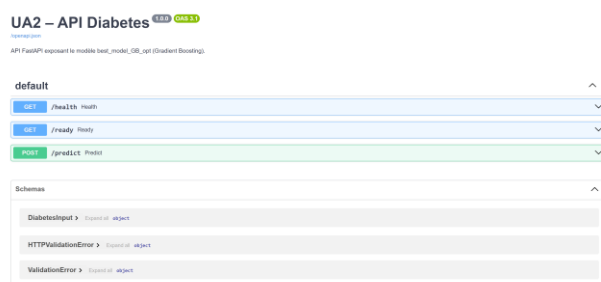 UA2 – API Diabetes 1.0.0 OAS 3.1
/openapi.json
API FastAPI exposant le modèle best_model_GB_opt (Gradient Boosting).
default
GET /health Health
GET /ready Ready
POST /predict Predict
Schemas
DiabetesInput Expand all object
HTTPValidationError Expand all object
ValidationError Expand all object